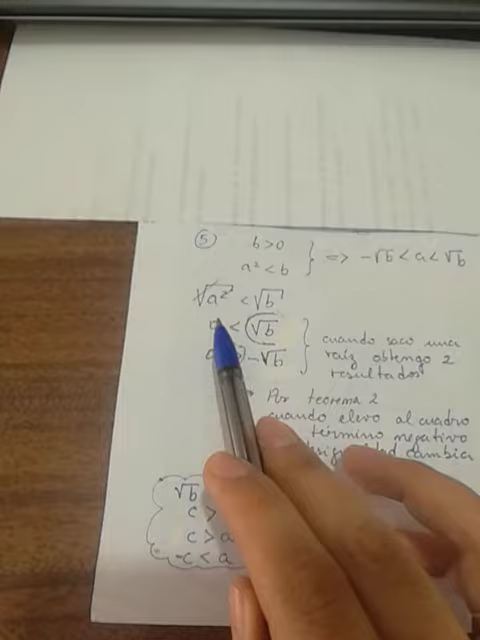 ⑤ b>0
a² < b } => -√b < a < √b
√a² < √b
< √b
-√b
cuando saco una
raíz obtengo 2
resultados
Por teorema 2
cuando elevo al cuadro
término negativo
cambia
√b
c >
c > a
-c < a